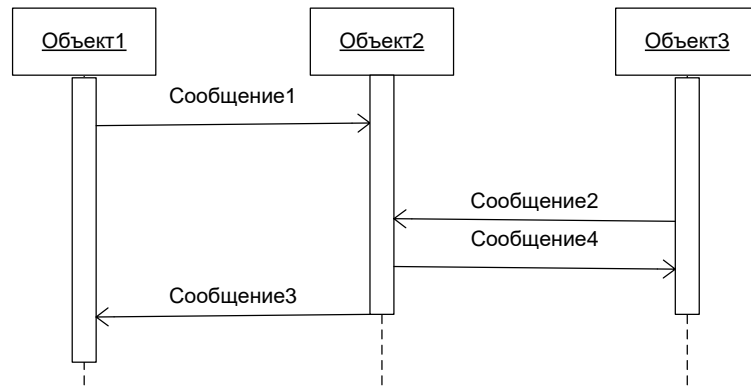 Объект1
Объект2
Объект3
Сообщение1
Сообщение2
Сообщение4
Сообщение3